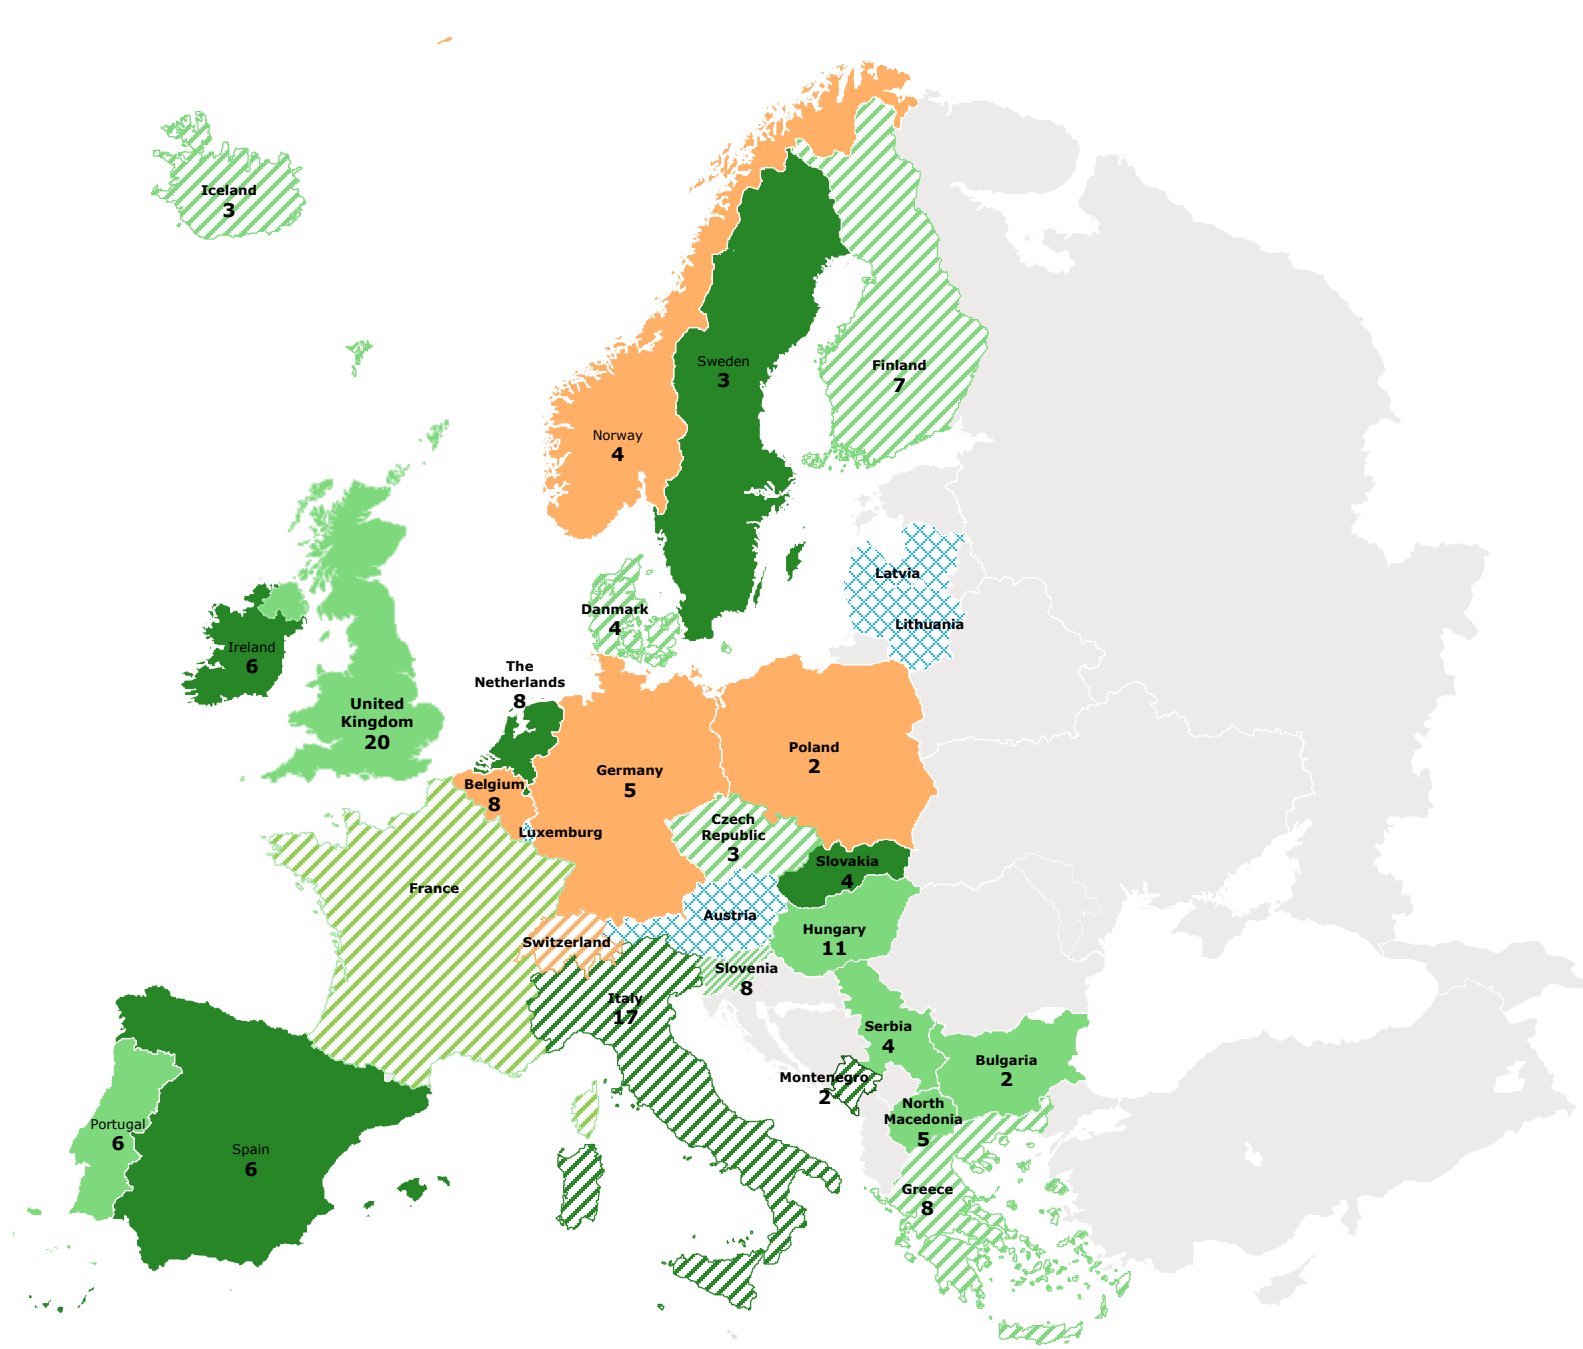 Iceland
3
Sweden
3
Finland
7
Norway
4
Latvia
Danmark
4
Lithuania
Ireland
6
The
Netherlands
8
United
Kingdom
20
Poland
2
Germany
5
Belgium
8
Luxemburg
Czech
Republic
3
Slovakia
4
France
Austria
Hungary
11
Switzerland
Slovenia
8
Italy
17
Serbia
4
Bulgaria
2
Montenegro
2
North
Macedonia
5
Portugal
6
Spain
6
Greece
8